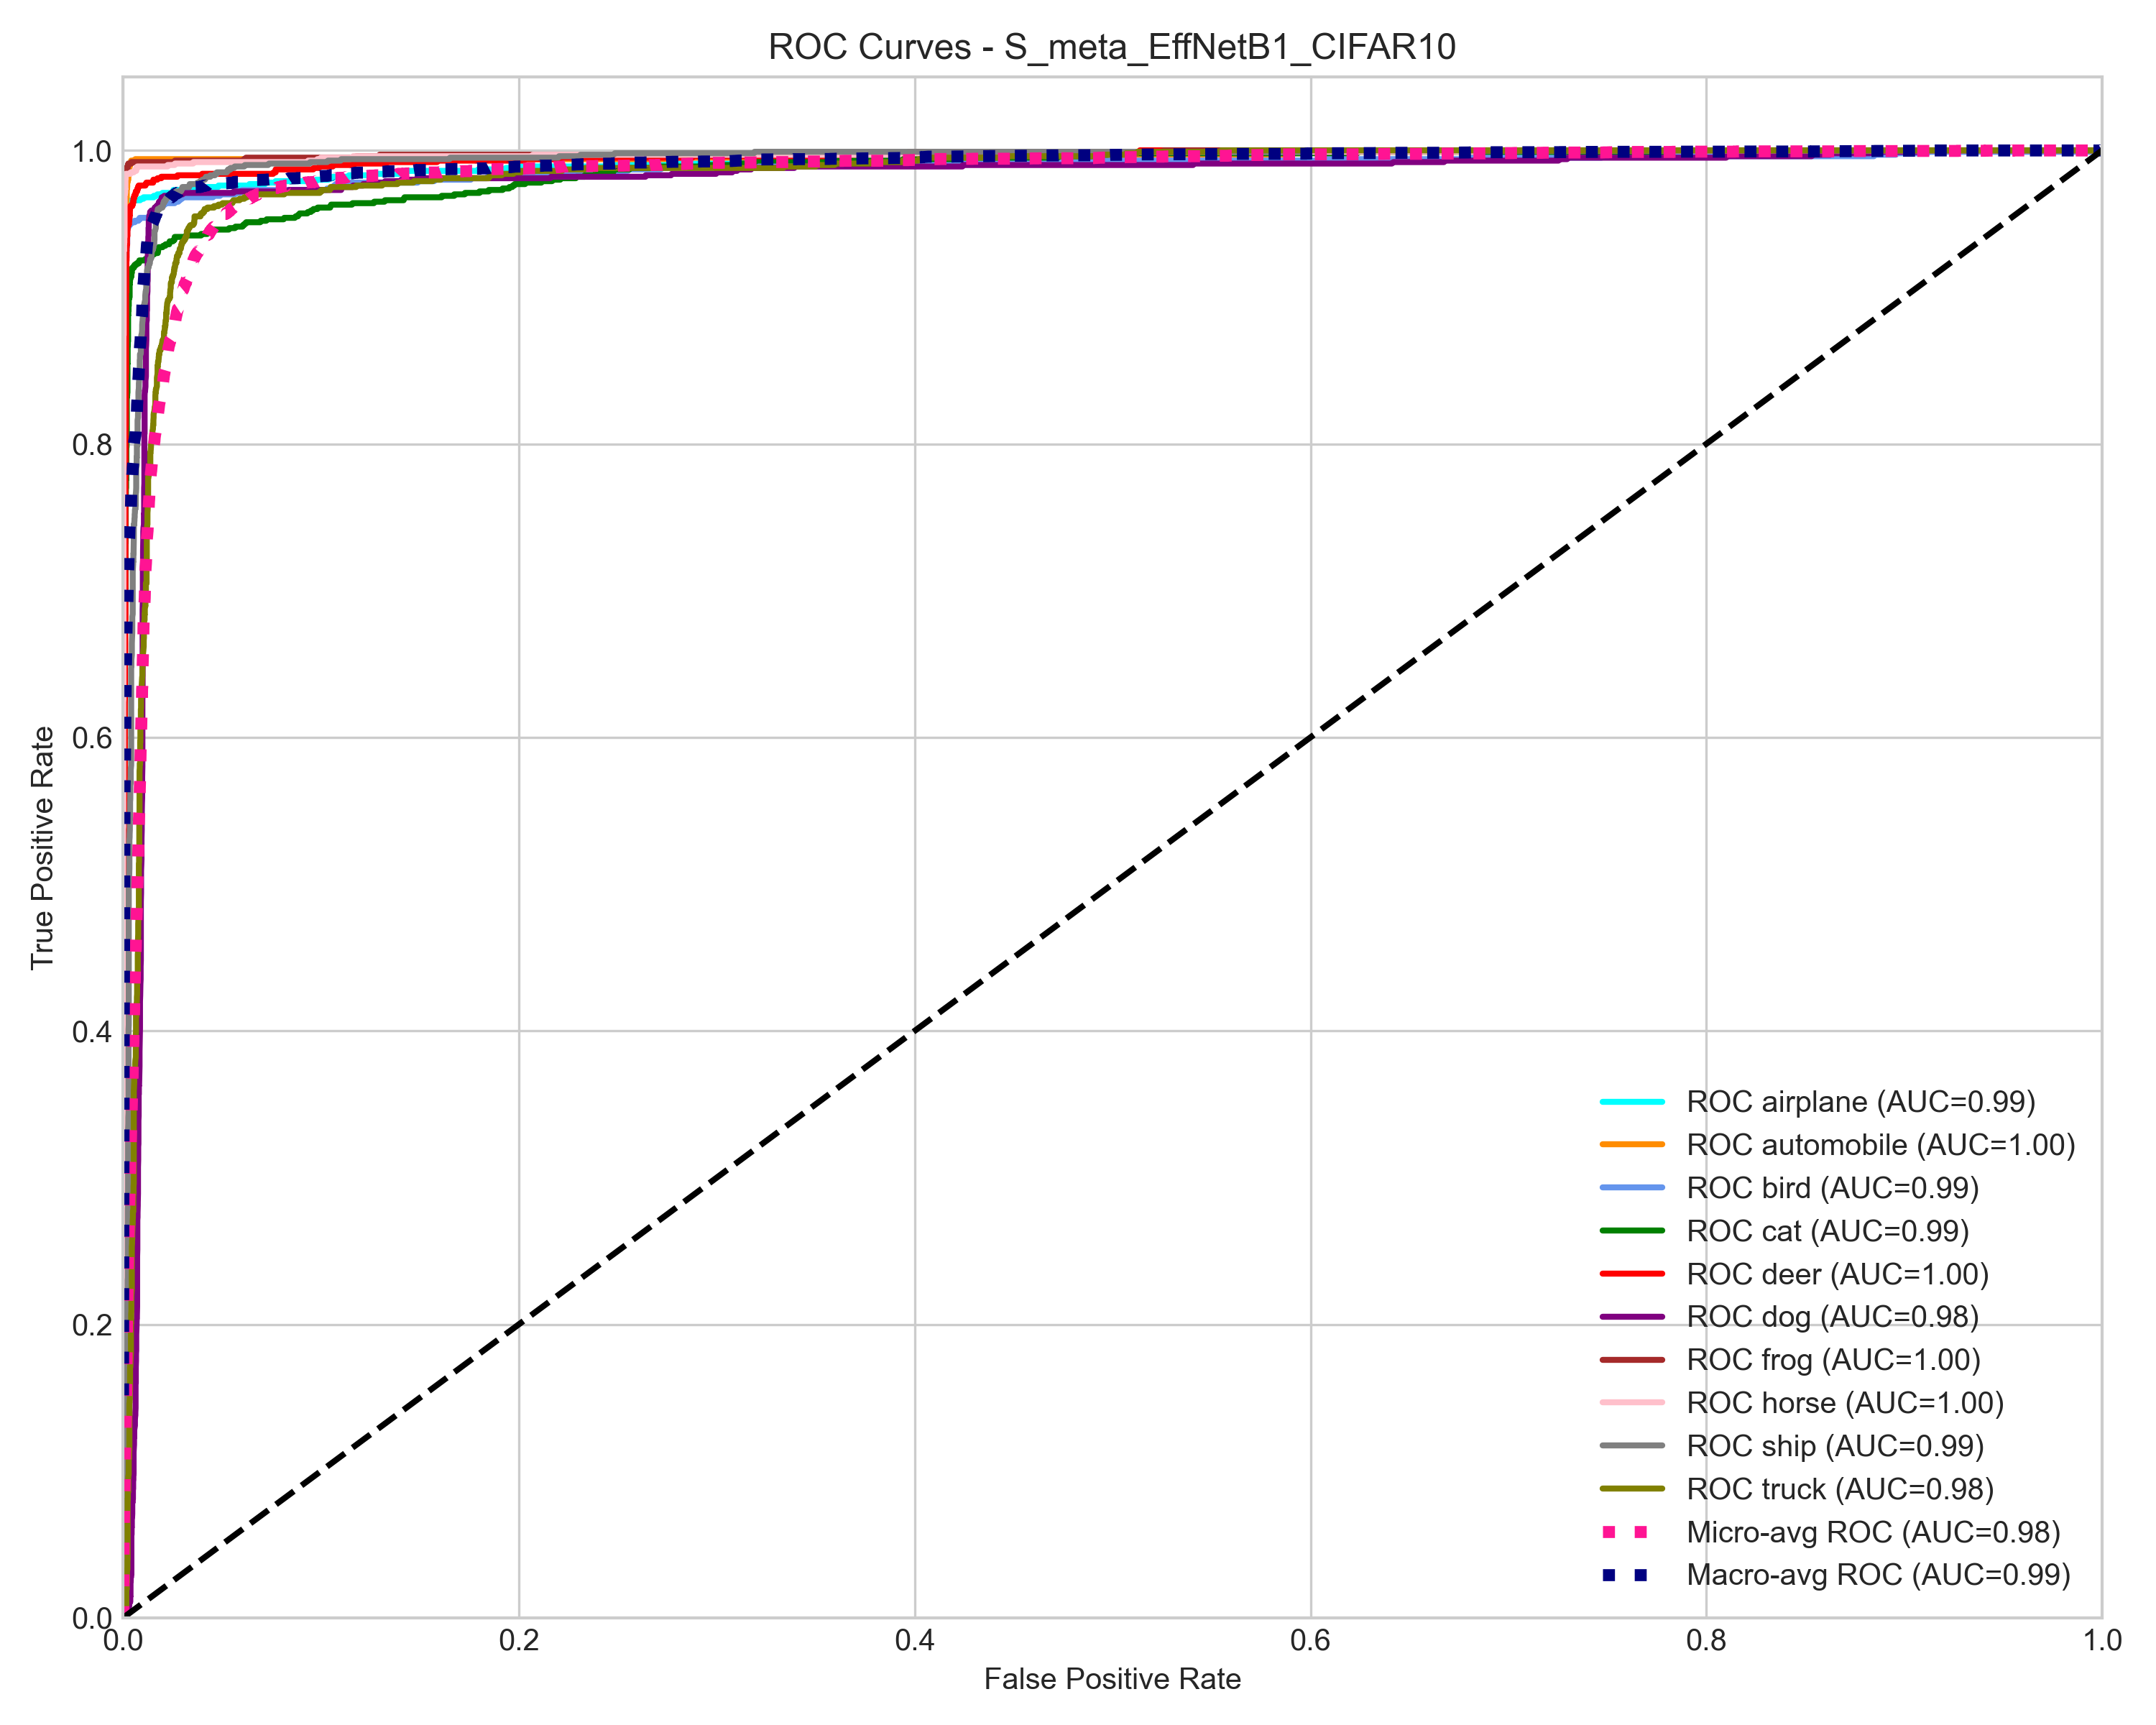 ROC Curves - S_meta_EffNetB1_CIFAR10
True Positive Rate
1.0
0.8
0.6
0.4
0.2
0.0
ROC airplane (AUC=0.99)
ROC automobile (AUC=1.00)
ROC bird (AUC=0.99)
ROC cat (AUC=0.99)
ROC deer (AUC=1.00)
ROC dog (AUC=0.98)
ROC frog (AUC=1.00)
ROC horse (AUC=1.00)
ROC ship (AUC=0.99)
ROC truck (AUC=0.98)
Micro-avg ROC (AUC=0.98)
Macro-avg ROC (AUC=0.99)
0.0 0.2 0.4 0.6 0.8 1.0
False Positive Rate